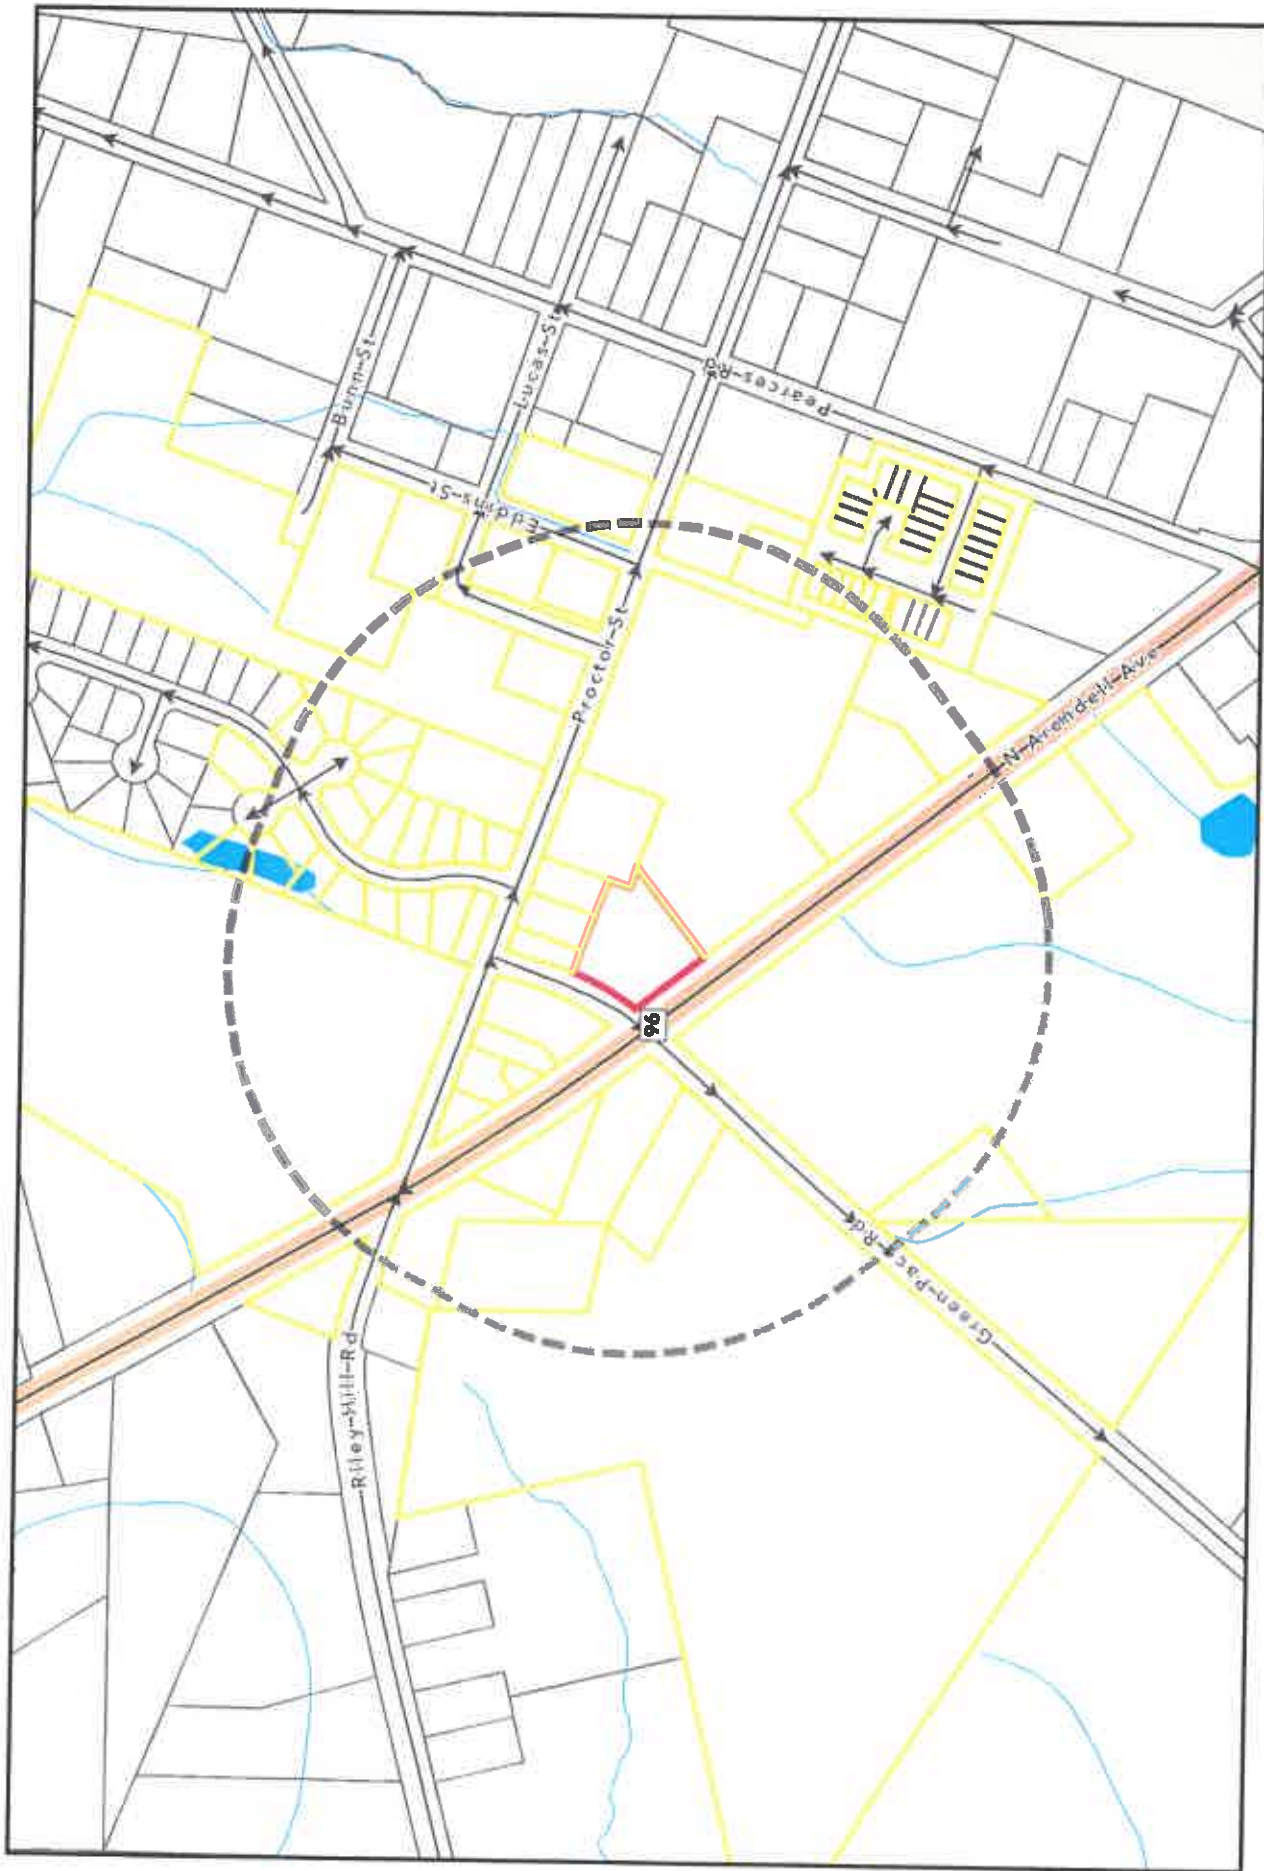 Bunn-St
Lucas-St
Pearces-Rd
Eddins-St
Proctor-St
N-Arendell-Ave
96
Green-Pace-Rd
Riley-Hill-Rd